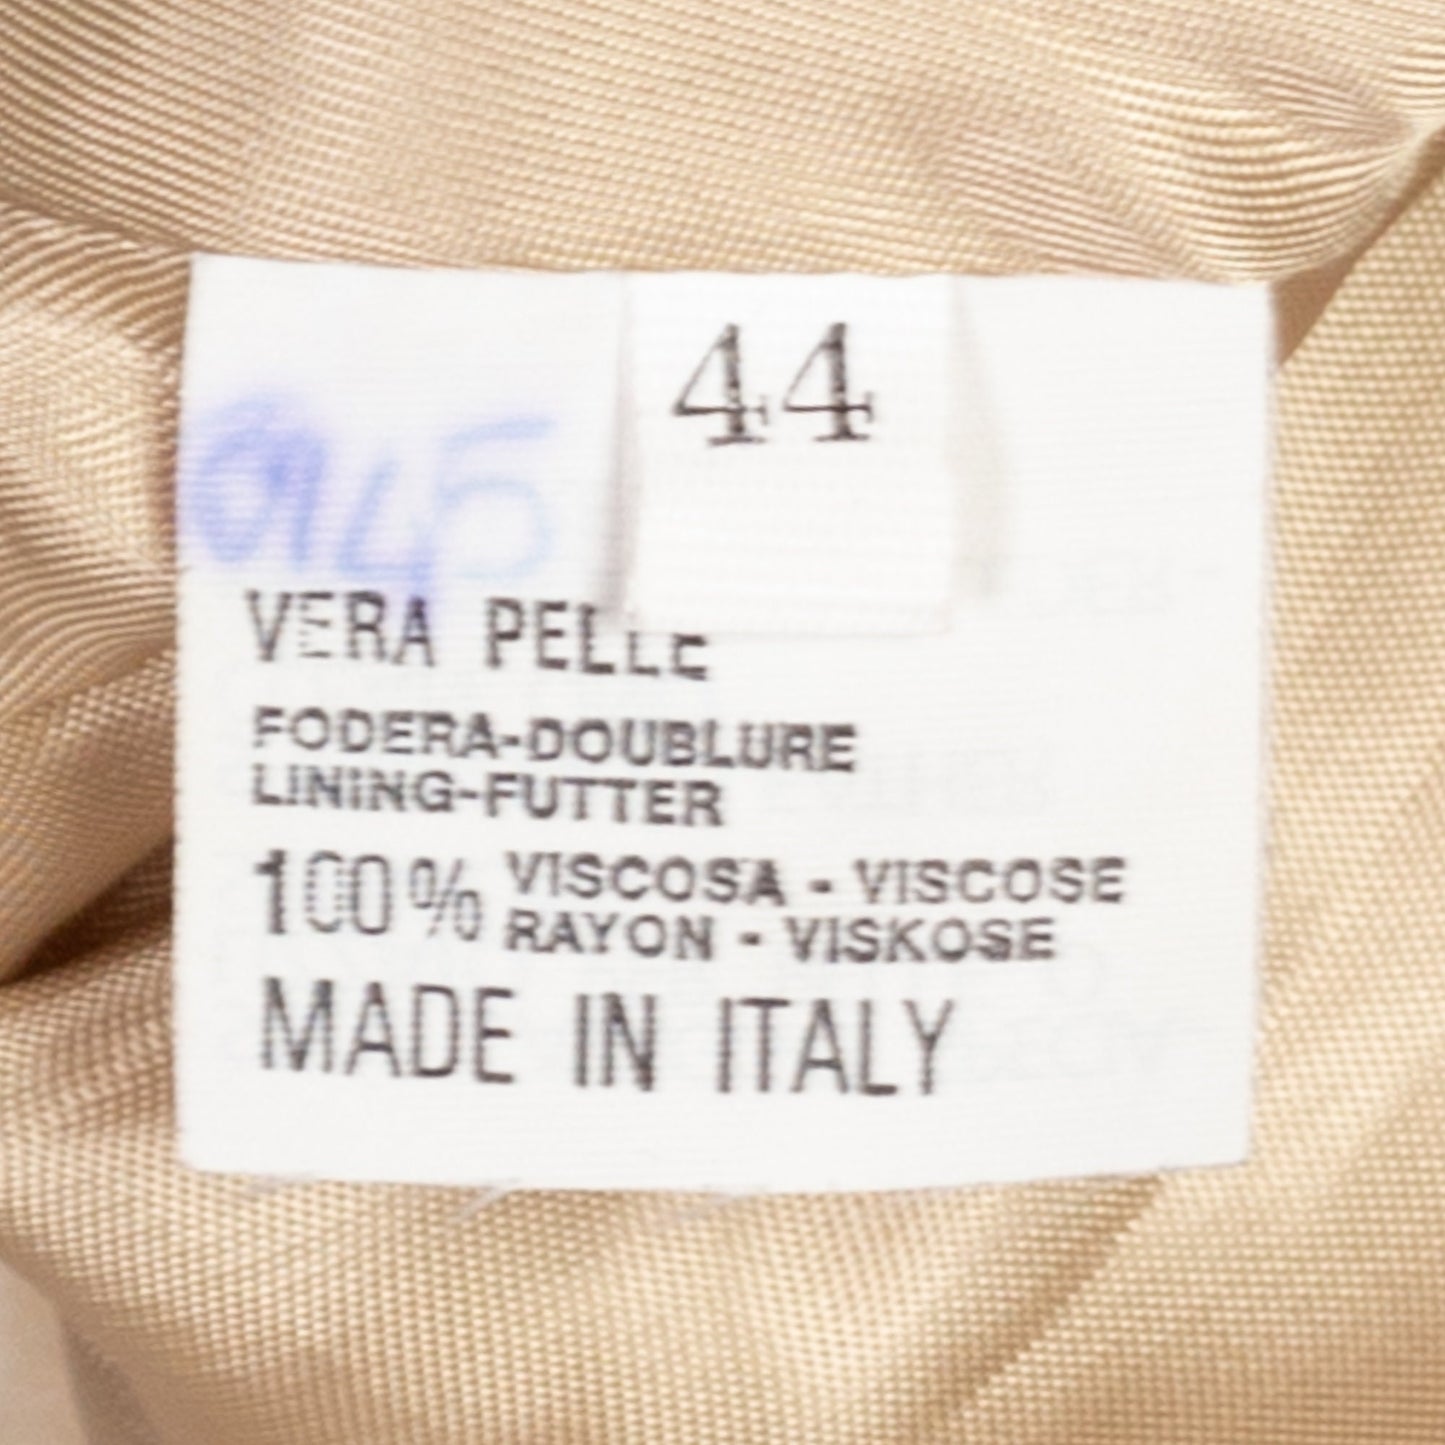 44
VERA PELLE
FODERA-DOUBLURE
LINING-FUTTER
100% VISCOSA - VISCOSE
RAYON - VISKOSE
MADE IN ITALY